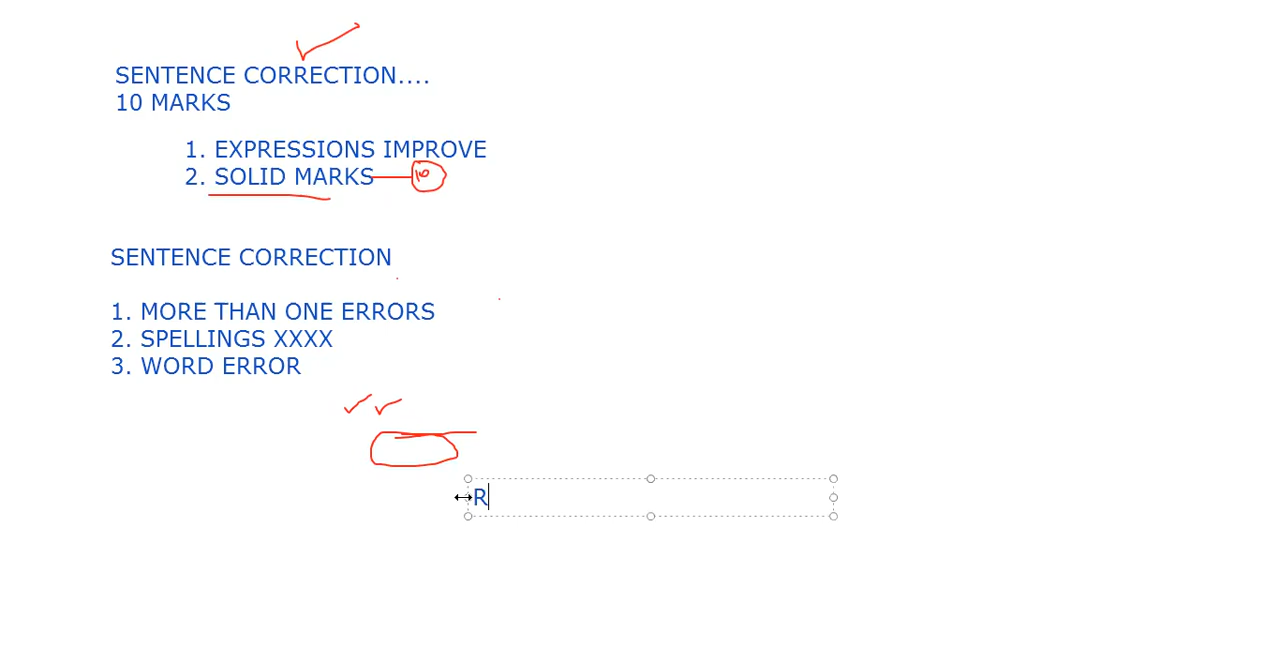 SENTENCE CORRECTION....
10 MARKS
1. EXPRESSIONS IMPROVE
2. SOLID MARKS 10
SENTENCE CORRECTION
1. MORE THAN ONE ERRORS
2. SPELLINGS XXXX
3. WORD ERROR
R